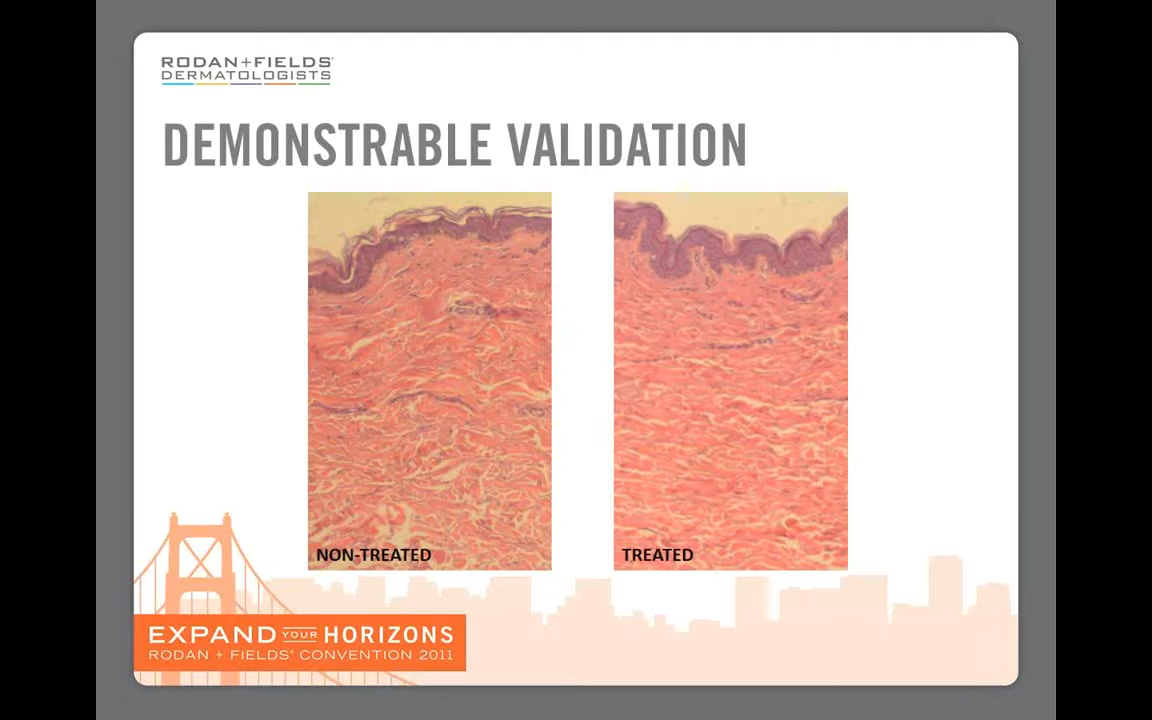 RODAN+FIELDS®
DERMATOLOGISTS
DEMONSTRABLE VALIDATION
NON-TREATED
TREATED
EXPAND YOUR HORIZONS
RODAN + FIELDS® CONVENTION 2011